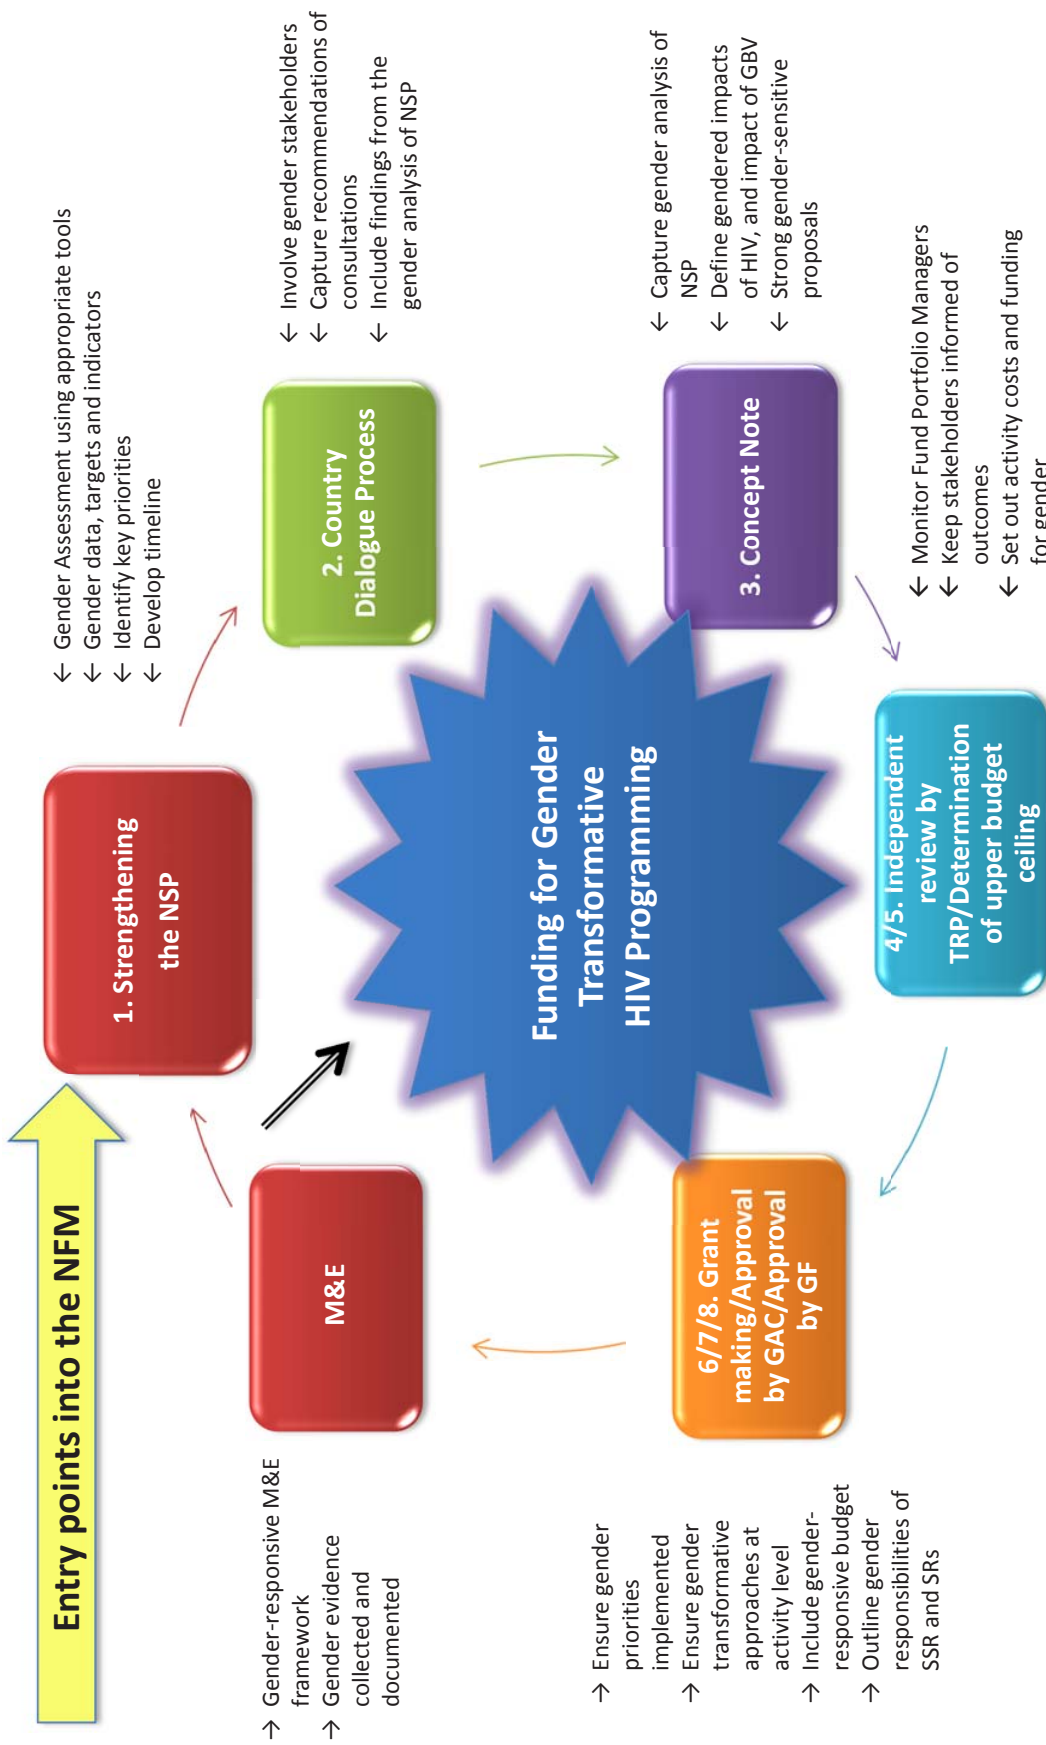 Entry points into the NFM
1. Strengthening
the NSP
← Gender Assessment using appropriate tools
← Gender data, targets and indicators
← Identify key priorities
← Develop timeline
2. Country
Dialogue Process
← Involve gender stakeholders
← Capture recommendations of
consultations
← Include findings from the
gender analysis of NSP
3. Concept Note
← Capture gender analysis of
NSP
← Define gendered impacts
of HIV, and impact of GBV
← Strong gender-sensitive
proposals
4/5. Independent
review by
TRP/Determination
of upper budget
ceiling
← Monitor Fund Portfolio Managers
← Keep stakeholders informed of
outcomes
← Set out activity costs and funding
for gender
6/7/8. Grant
making/Approval
by GAC/Approval
by GF
→ Ensure gender
priorities
implemented
→ Ensure gender
transformative
approaches at
activity level
→ Include gender-
responsive budget
→ Outline gender
responsibilities of
SSR and SRs
M&E
→ Gender-responsive M&E
framework
→ Gender evidence
collected and
documented
Funding for Gender
Transformative
HIV Programming